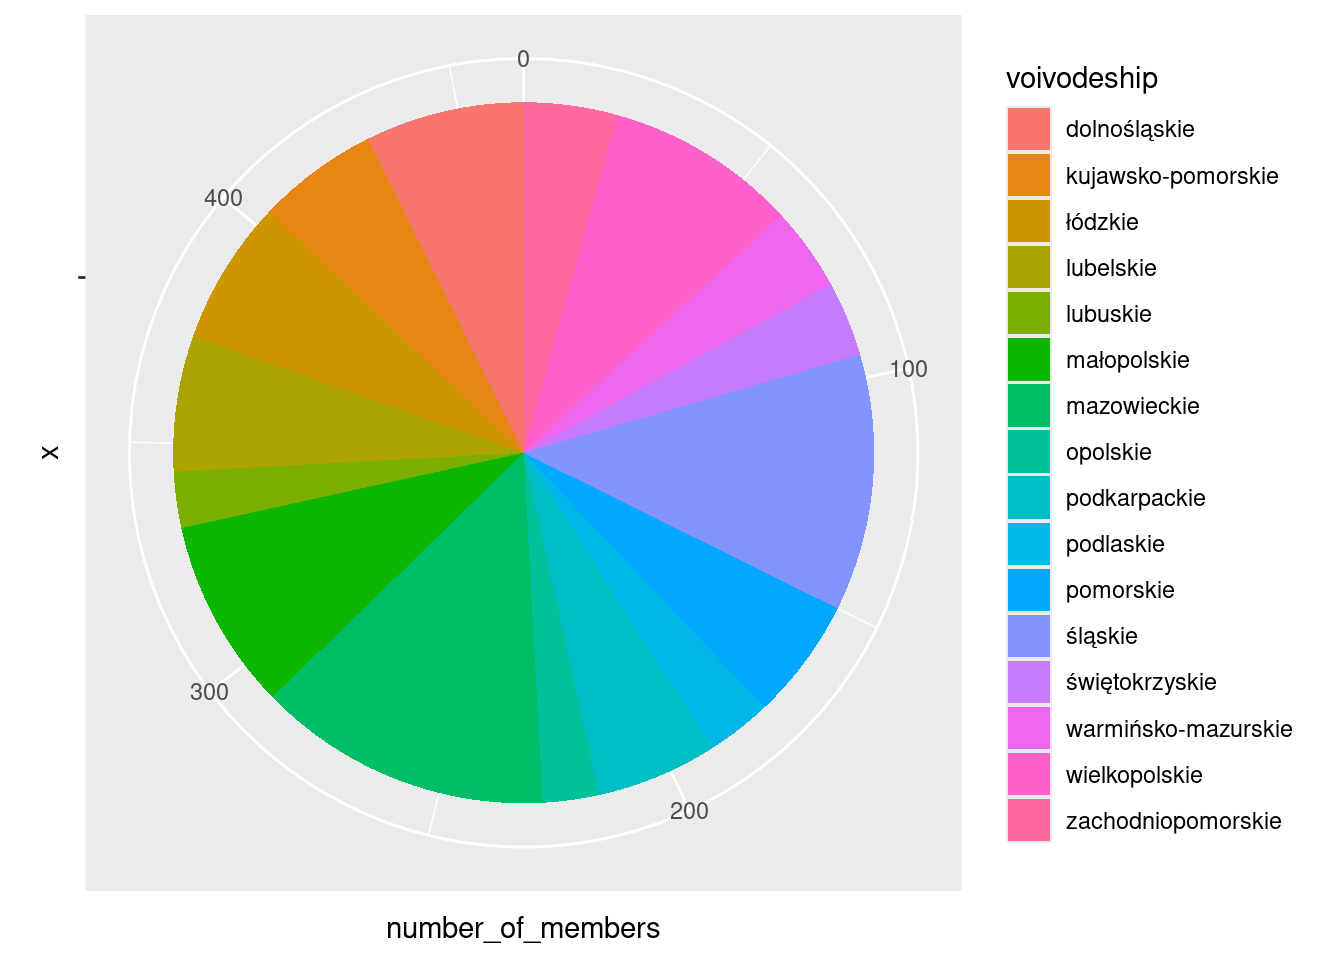 0
100
200
300
400
x
number_of_members
voivodeship
dolnośląskie
kujawsko-pomorskie
łódzkie
lubelskie
lubuskie
małopolskie
mazowieckie
opolskie
podkarpackie
podlaskie
pomorskie
śląskie
świętokrzyskie
warmińsko-mazurskie
wielkopolskie
zachodniopomorskie